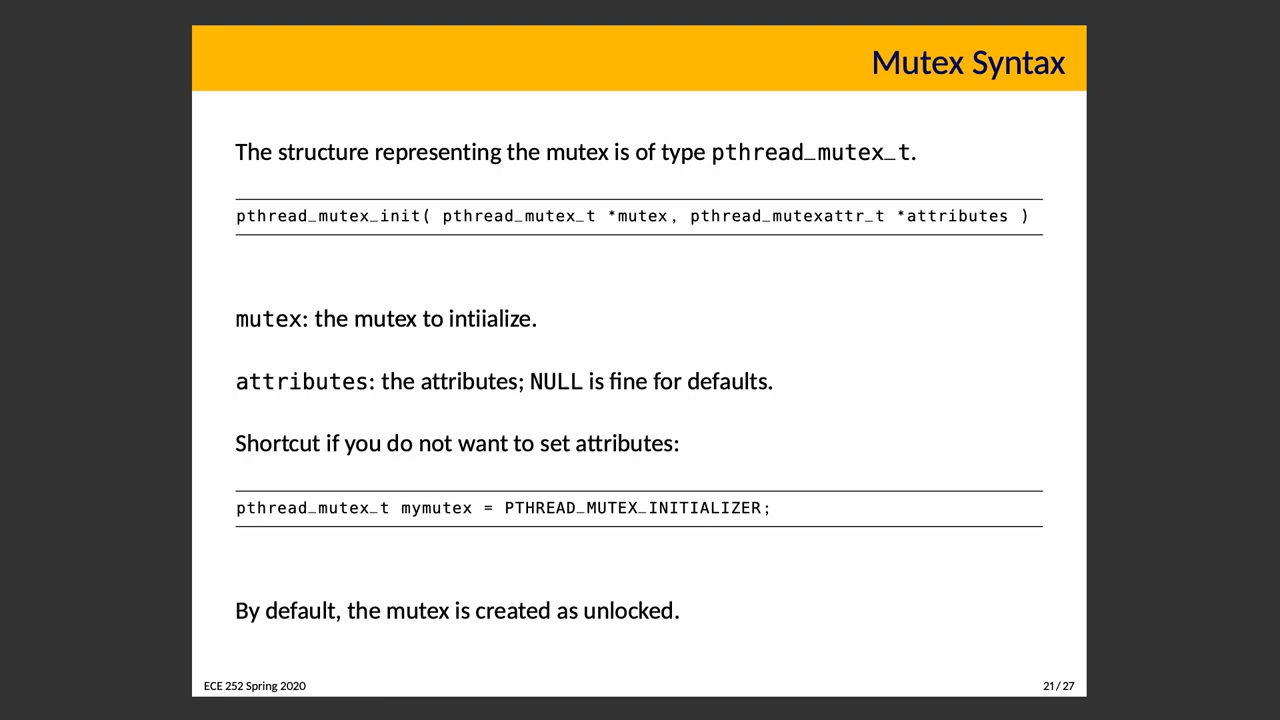 Mutex Syntax
The structure representing the mutex is of type pthread_mutex_t.
pthread_mutex_init( pthread_mutex_t *mutex, pthread_mutexattr_t *attributes )
mutex: the mutex to intiialize.
attributes: the attributes; NULL is fine for defaults.
Shortcut if you do not want to set attributes:
pthread_mutex_t mymutex = PTHREAD_MUTEX_INITIALIZER;
By default, the mutex is created as unlocked.
ECE 252 Spring 2020
21 / 27